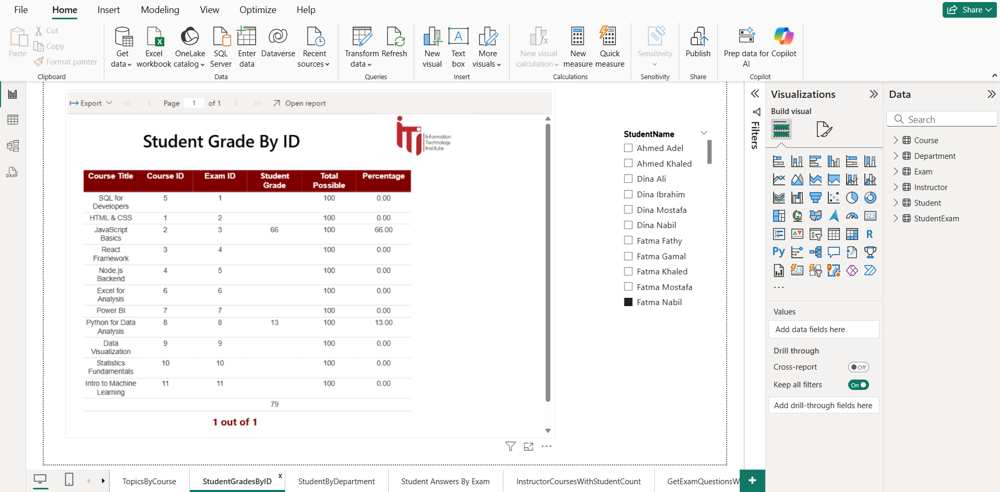 File Home Insert Modeling View Optimize Help Share
Paste
Cut
Copy
Format painter
Clipboard
Get data
Excel workbook
OneLake catalog
SQL Server
Enter data
Dataverse
Recent sources
Data
Transform data
Refresh
Queries
New visual
Text box
More visuals
Insert
New visual calculation
New measure
Quick measure
Calculations
Sensitivity
Sensitivity
Publish
Share
Prep data for AI
Copilot
Copilot
Export Page 1 of 1 Open report
Student Grade By ID
iTi Information
Technology
Institute
Course Title Course ID Exam ID Student Grade Total Possible Percentage
SQL for Developers 5 1 100 0.00
HTML & CSS 1 2 100 0.00
JavaScript Basics 2 3 66 100 66.00
React Framework 3 4 100 0.00
Node.js Backend 4 5 100 0.00
Excel for Analysis 6 6 100 0.00
Power BI 7 7 100 0.00
Python for Data Analysis 8 8 13 100 13.00
Data Visualization 9 9 100 0.00
Statistics Fundamentals 10 10 100 0.00
Intro to Machine Learning 11 11 100 0.00
79
1 out of 1
StudentName
Ahmed Adel
Ahmed Khaled
Dina Ali
Dina Ibrahim
Dina Mostafa
Dina Nabil
Fatma Fathy
Fatma Gamal
Fatma Khaled
Fatma Mostafa
Fatma Nabil
Filters
Visualizations
Build visual
123
R
Py
123
...
Values
Add data fields here
Drill through
Cross-report Off
Keep all filters On
Add drill-through fields here
Data
Search
Course
Department
Exam
Instructor
Student
StudentExam
DAX
TopicsByCourse StudentGradesByID x StudentByDepartment Student Answers By Exam InstructorCoursesWithStudentCount GetExamQuestionsW +